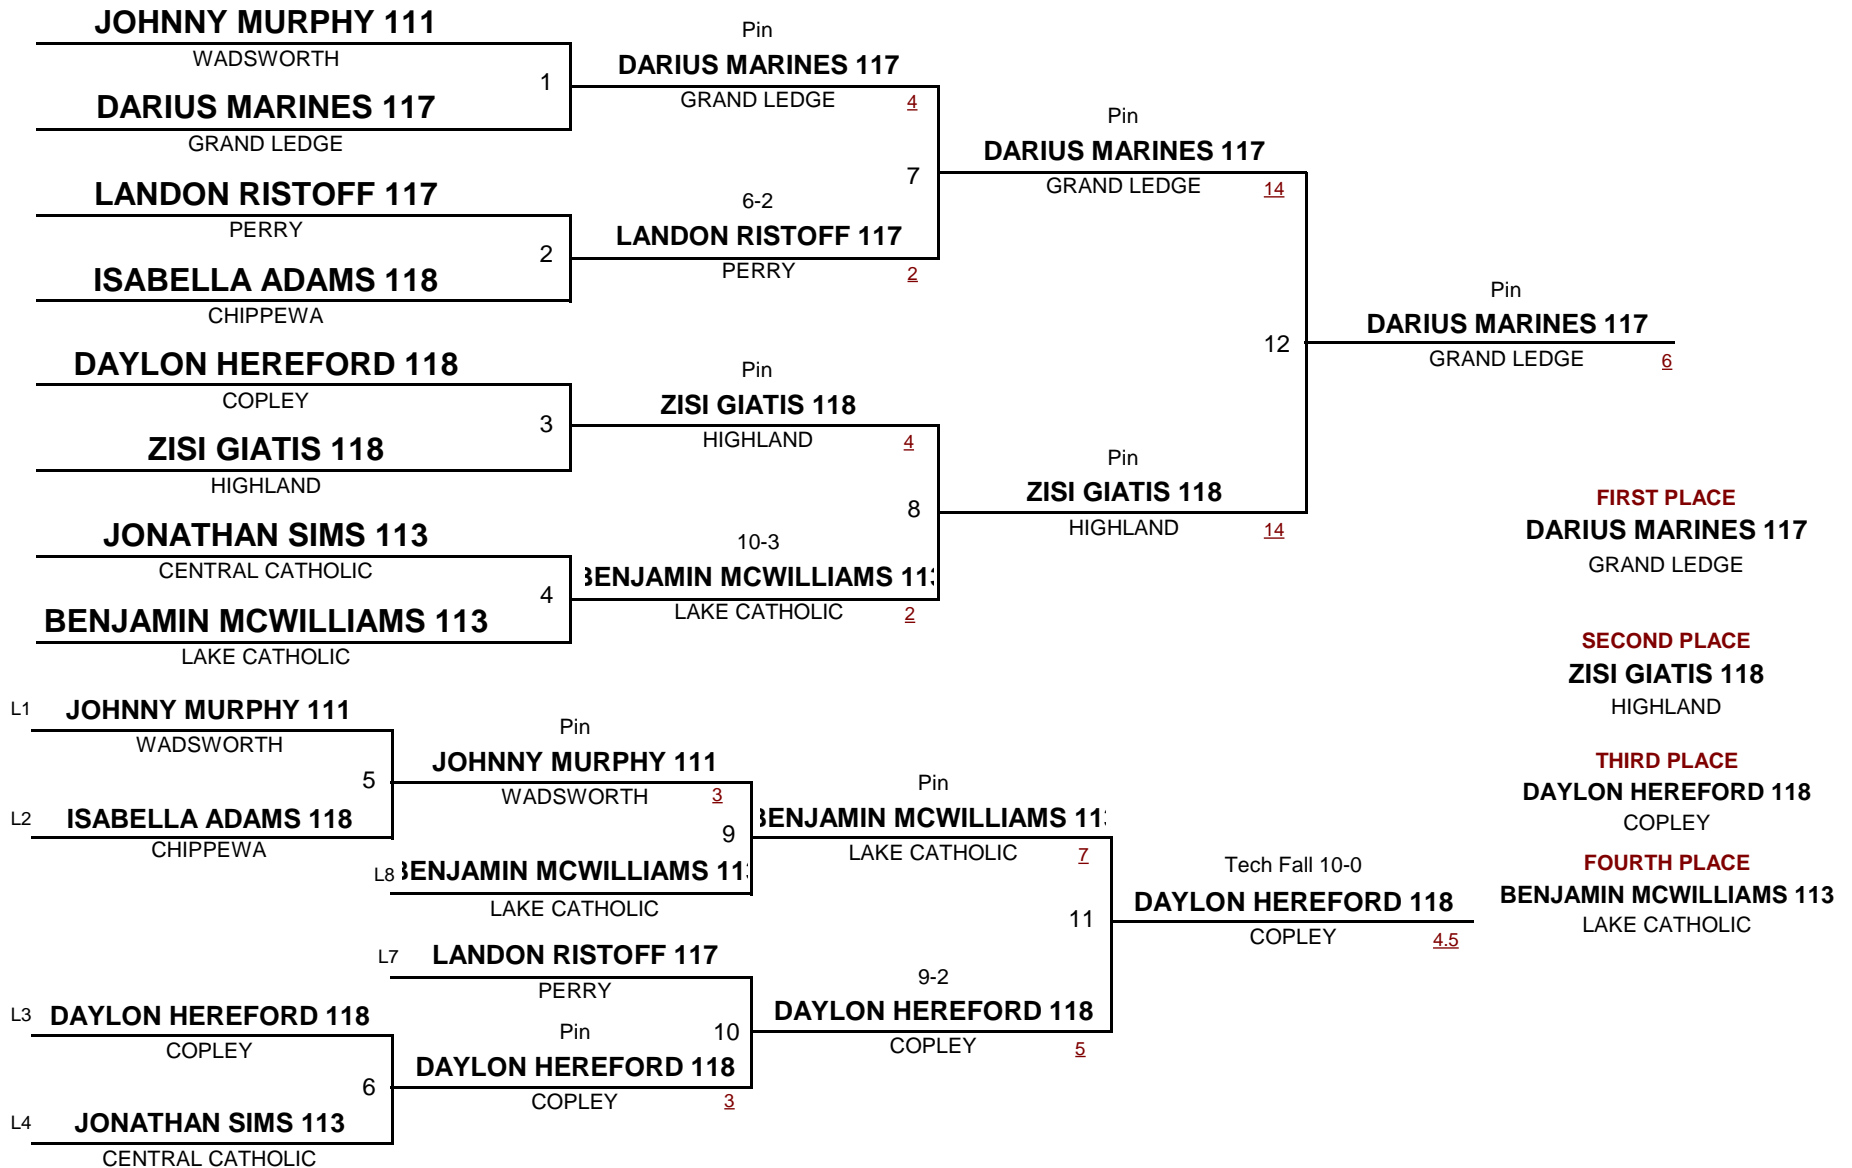 JOHNNY MURPHY 111
WADSWORTH
1
DARIUS MARINES 117
GRAND LEDGE
LANDON RISTOFF 117
PERRY
2
ISABELLA ADAMS 118
CHIPPEWA
DAYLON HEREFORD 118
COPLEY
3
ZISI GIATIS 118
HIGHLAND
JONATHAN SIMS 113
CENTRAL CATHOLIC
4
BENJAMIN MCWILLIAMS 113
LAKE CATHOLIC
Pin
DARIUS MARINES 117
GRAND LEDGE 4
7
6-2
LANDON RISTOFF 117
PERRY 2
Pin
ZISI GIATIS 118
HIGHLAND 4
8
10-3
BENJAMIN MCWILLIAMS 113
LAKE CATHOLIC 2
Pin
DARIUS MARINES 117
GRAND LEDGE 14
12
Pin
ZISI GIATIS 118
HIGHLAND 14
Pin
DARIUS MARINES 117
GRAND LEDGE 6
FIRST PLACE
DARIUS MARINES 117
GRAND LEDGE
SECOND PLACE
ZISI GIATIS 118
HIGHLAND
THIRD PLACE
DAYLON HEREFORD 118
COPLEY
FOURTH PLACE
BENJAMIN MCWILLIAMS 113
LAKE CATHOLIC
L1 JOHNNY MURPHY 111
WADSWORTH
5
L2 ISABELLA ADAMS 118
CHIPPEWA
L3 DAYLON HEREFORD 118
COPLEY
6
L4 JONATHAN SIMS 113
CENTRAL CATHOLIC
Pin
JOHNNY MURPHY 111
WADSWORTH 3
9
L8 BENJAMIN MCWILLIAMS 113
LAKE CATHOLIC
L7 LANDON RISTOFF 117
PERRY
Pin 10
DAYLON HEREFORD 118
COPLEY 3
Pin
BENJAMIN MCWILLIAMS 113
LAKE CATHOLIC 7
11
9-2
DAYLON HEREFORD 118
COPLEY 5
Tech Fall 10-0
DAYLON HEREFORD 118
COPLEY 4.5